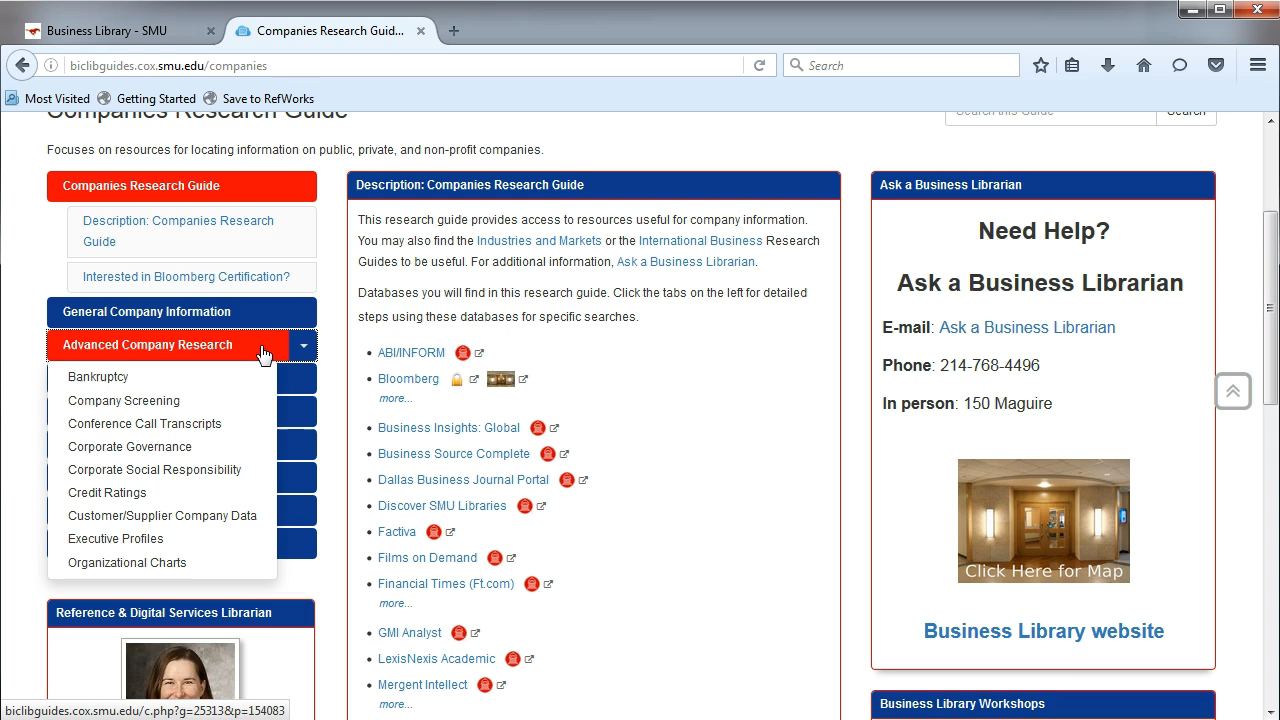 Business Library - SMU
Companies Research Guid...
biclibguides.cox.smu.edu/companies
Search
Most Visited
Getting Started
Save to RefWorks
Companies Research Guide
Search this Guide
Search
Focuses on resources for locating information on public, private, and non-profit companies.
Companies Research Guide
Description: Companies Research
Guide
Interested in Bloomberg Certification?
General Company Information
Advanced Company Research
Bankruptcy
Company Screening
Conference Call Transcripts
Corporate Governance
Corporate Social Responsibility
Credit Ratings
Customer/Supplier Company Data
Executive Profiles
Organizational Charts
Reference & Digital Services Librarian
biclibguides.cox.smu.edu/c.php?g=25313&p=154083
Description: Companies Research Guide
This research guide provides access to resources useful for company information.
You may also find the Industries and Markets or the International Business Research
Guides to be useful. For additional information, Ask a Business Librarian.
Databases you will find in this research guide. Click the tabs on the left for detailed
steps using these databases for specific searches.
ABI/INFORM
Bloomberg
more...
Business Insights: Global
Business Source Complete
Dallas Business Journal Portal
Discover SMU Libraries
Factiva
Films on Demand
Financial Times (Ft.com)
more...
GMI Analyst
LexisNexis Academic
Mergent Intellect
more...
Ask a Business Librarian
Need Help?
Ask a Business Librarian
E-mail: Ask a Business Librarian
Phone: 214-768-4496
In person: 150 Maguire
Click Here for Map
Business Library website
Business Library Workshops